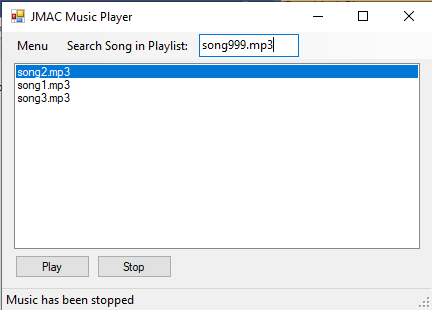 JMAC Music Player
Menu Search Song in Playlist: song999.mp3
song2.mp3
song1.mp3
song3.mp3
Play Stop
Music has been stopped